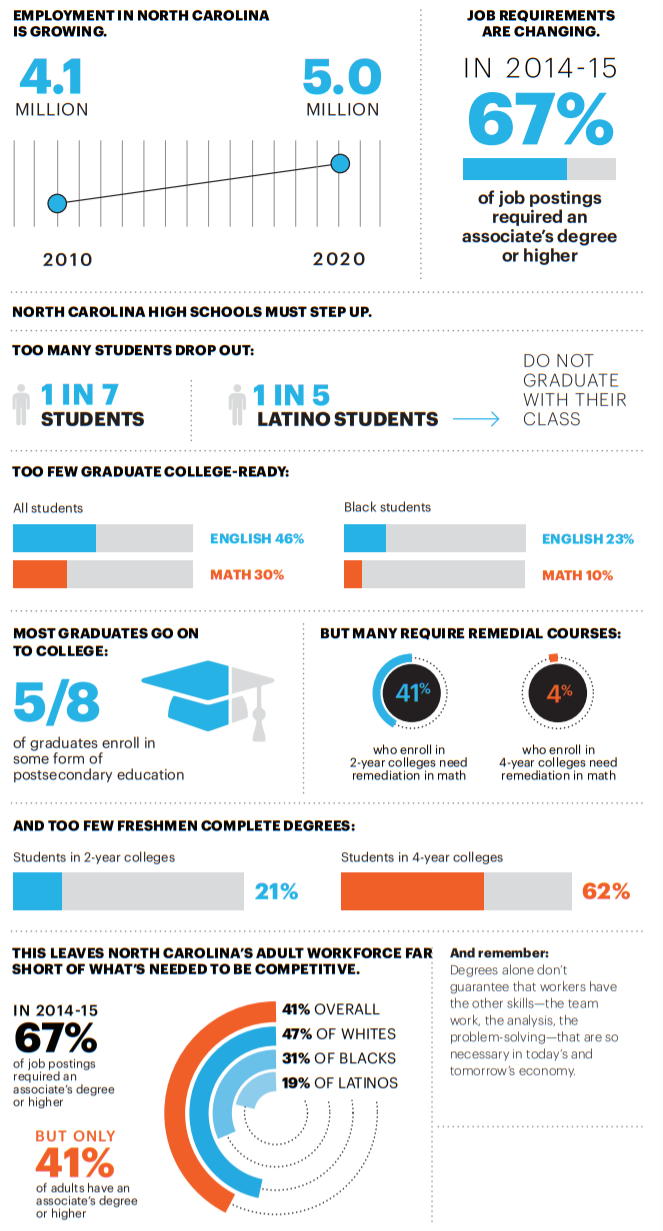 EMPLOYMENT IN NORTH CAROLINA
IS GROWING.
4.1
MILLION
5.0
MILLION
2010
2020
JOB REQUIREMENTS
ARE CHANGING.
IN 2014-15
67%
of job postings
required an
associate's degree
or higher
NORTH CAROLINA HIGH SCHOOLS MUST STEP UP.
TOO MANY STUDENTS DROP OUT:
1 IN 7
STUDENTS
1 IN 5
LATINO STUDENTS
DO NOT
GRADUATE
WITH THEIR
CLASS
TOO FEW GRADUATE COLLEGE-READY:
All students
ENGLISH 46%
MATH 30%
Black students
ENGLISH 23%
MATH 10%
MOST GRADUATES GO ON
TO COLLEGE:
5/8
of graduates enroll in
some form of
postsecondary education
BUT MANY REQUIRE REMEDIAL COURSES:
41%
who enroll in
2-year colleges need
remediation in math
4%
who enroll in
4-year colleges need
remediation in math
AND TOO FEW FRESHMEN COMPLETE DEGREES:
Students in 2-year colleges
21%
Students in 4-year colleges
62%
THIS LEAVES NORTH CAROLINA'S ADULT WORKFORCE FAR
SHORT OF WHAT'S NEEDED TO BE COMPETITIVE.
IN 2014-15
67%
of job postings
required an
associate's degree
or higher
BUT ONLY
41%
of adults have an
associate's degree
or higher
41% OVERALL
47% OF WHITES
31% OF BLACKS
19% OF LATINOS
And remember:
Degrees alone don't
guarantee that workers have
the other skills—the team
work, the analysis, the
problem-solving—that are so
necessary in today's and
tomorrow's economy.